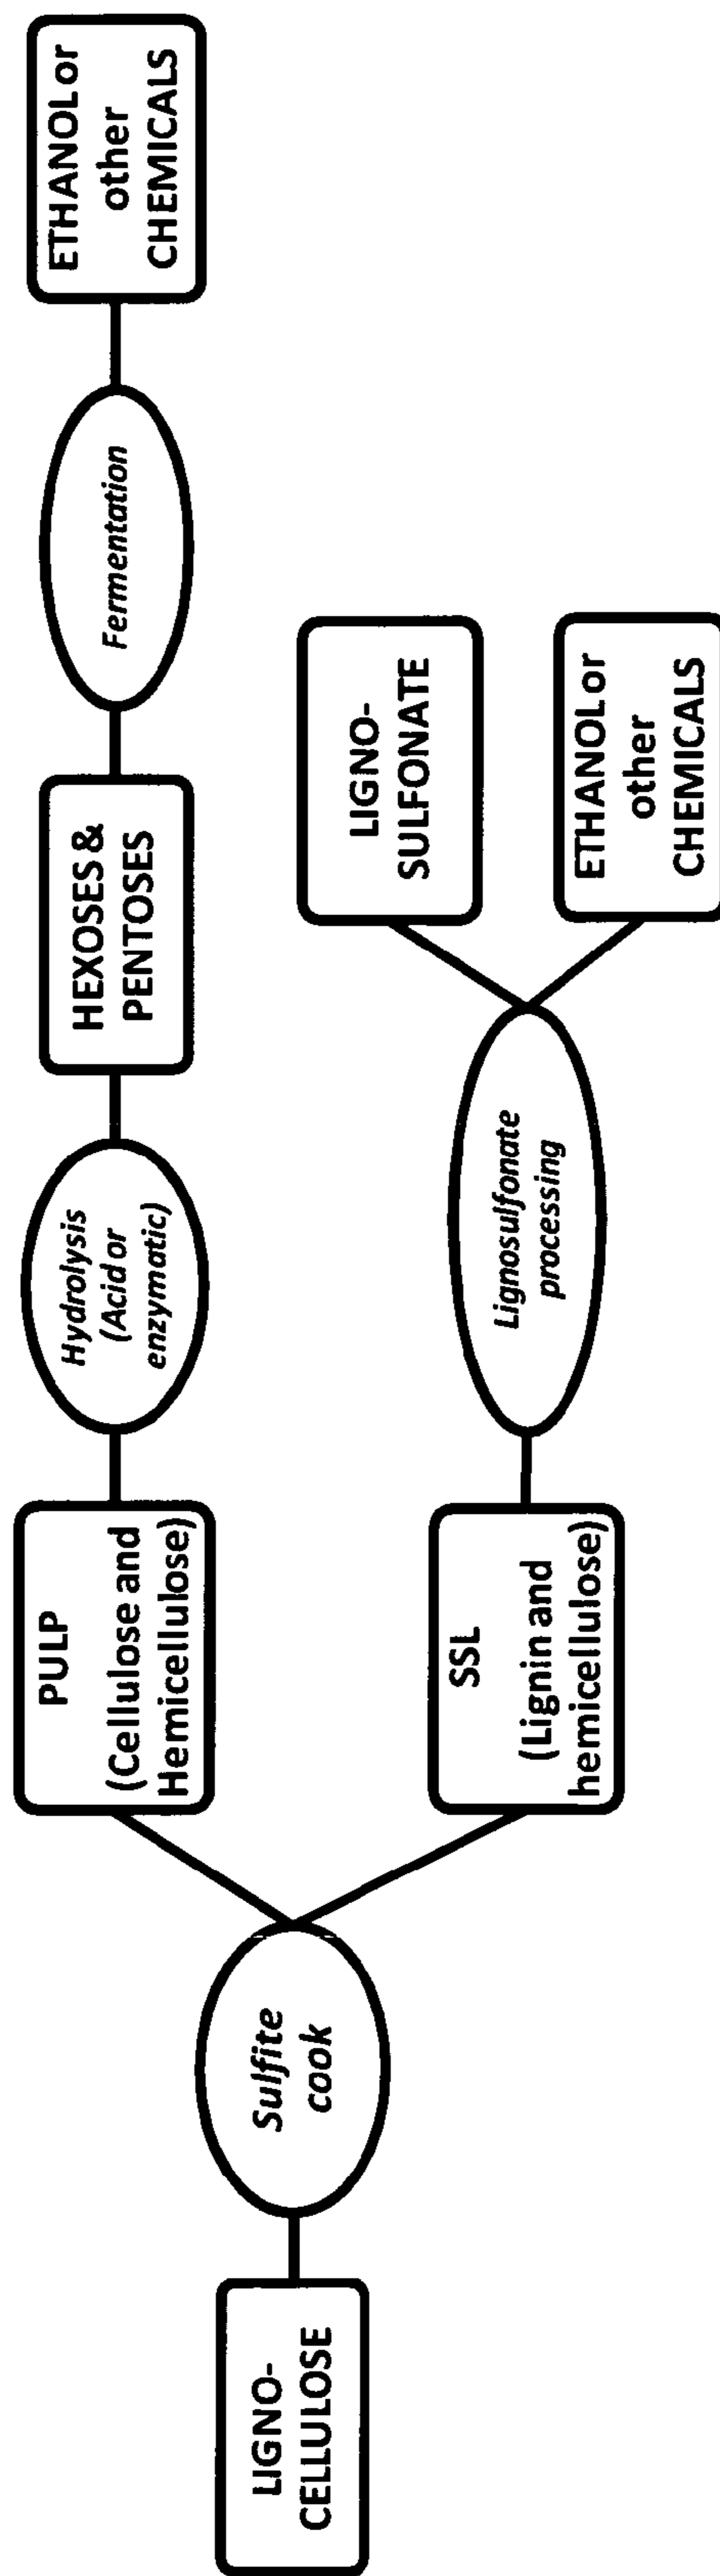 LIGNO-
CELLULOSE
Sulfite
cook
PULP
(Cellulose and
Hemicellulose)
Hydrolysis
(Acid or
enzymatic)
HEXOSES &
PENTOSES
Fermentation
ETHANOL or
other
CHEMICALS
SSL
(Lignin and
hemicellulose)
Lignosulfonate
processing
LIGNO-
SULFONATE
ETHANOL or
other
CHEMICALS